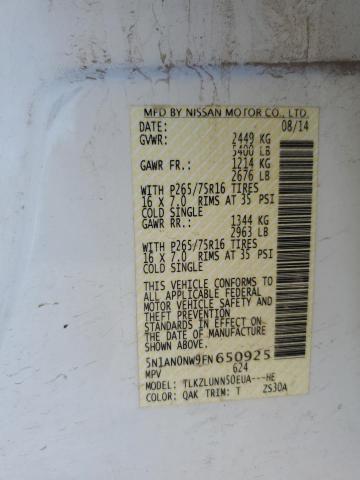 MFD BY NISSAN MOTOR CO., LTD.
DATE: 08/14
GVWR: 2449 KG
5400 LB
GAWR FR.: 1214 KG
2676 LB
WITH P265/75R16 TIRES
16 X 7.0 RIMS AT 35 PSI
COLD SINGLE
GAWR RR.: 1344 KG
2963 LB
WITH P265/75R16 TIRES
16 X 7.0 RIMS AT 35 PSI
COLD SINGLE
THIS VEHICLE CONFORMS TO
ALL APPLICABLE FEDERAL
MOTOR VEHICLE SAFETY
AND THEFT PREVENTION
STANDARDS IN EFFECT ON
THE DATE OF MANUFACTURE
SHOWN ABOVE.
5N1AN0NW9FN650925
MPV 624
MODEL: TLKZLUNN50EUA---HE
COLOR: QAK TRIM: T ZS30A